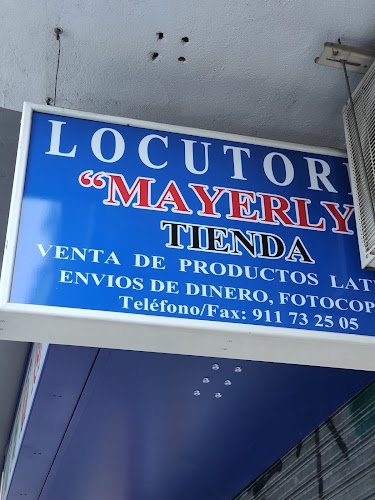 LOCUTORI
“MAYERLY
TIENDA
VENTA DE PRODUCTOS LAT
ENVIOS DE DINERO, FOTOCOP
Teléfono/Fax: 911 73 25 05